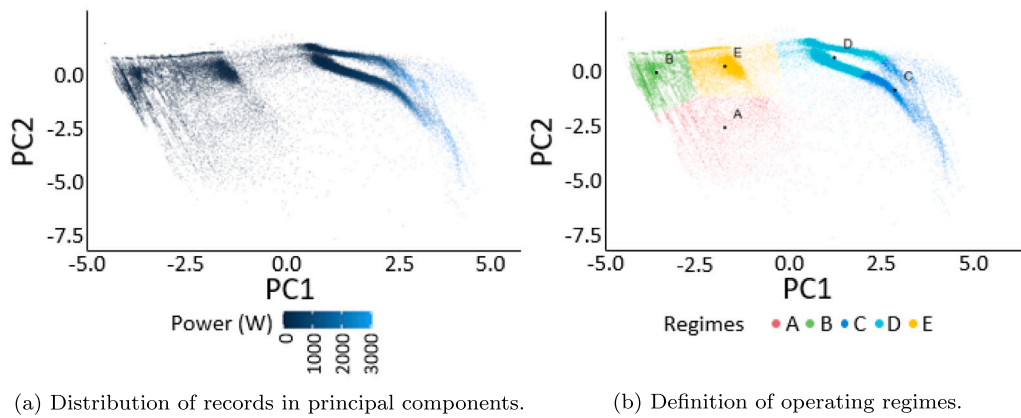 PC2
0.0
-2.5
-5.0
-7.5
-5.0
-2.5
0.0
2.5
5.0
PC1
Power (W)
0
1000
2000
3000
(a) Distribution of records in principal components.
PC2
0.0
-2.5
-5.0
-7.5
B
E
D
C
A
-5.0
-2.5
0.0
2.5
5.0
PC1
Regimes A B C D E
(b) Definition of operating regimes.